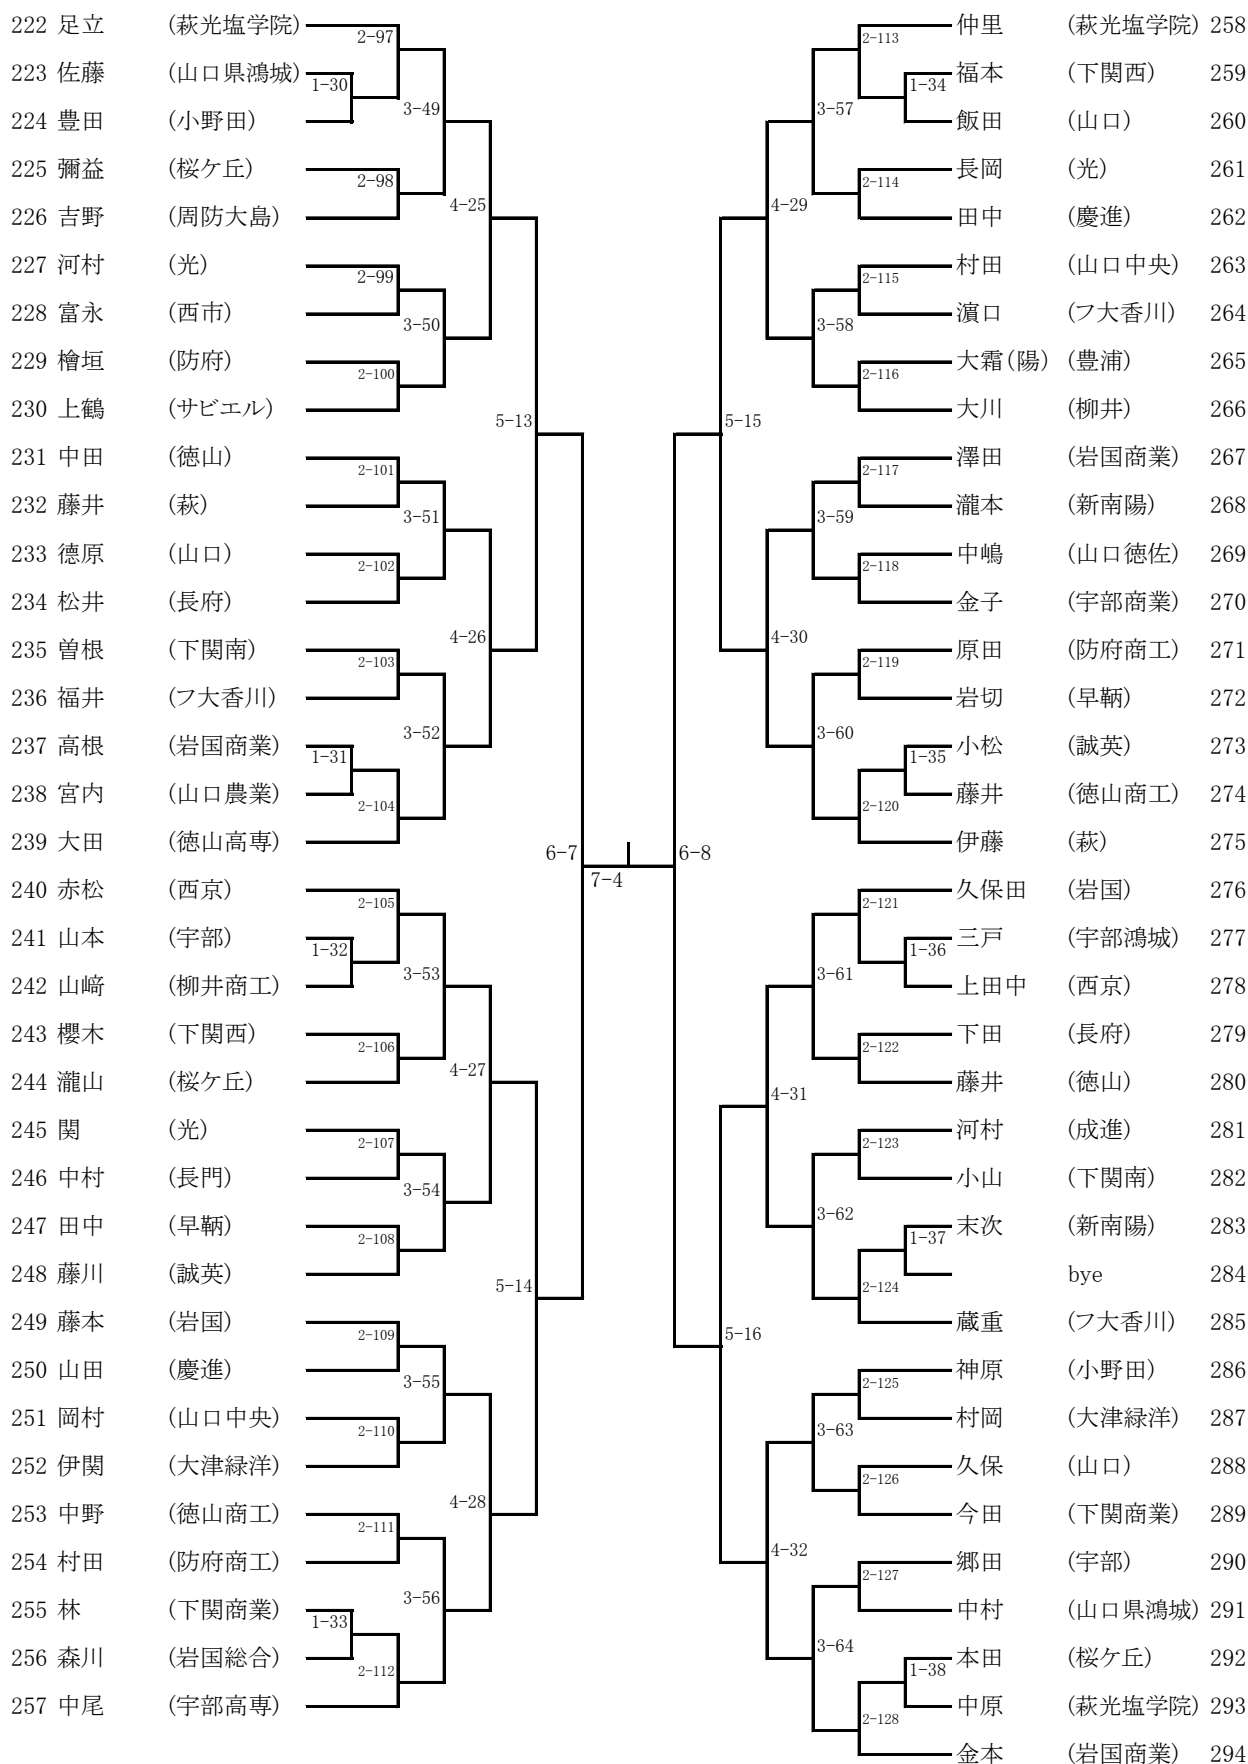 222 足立 (萩光塩学院)
223 佐藤 (山口県鴻城)
224 豊田 (小野田)
225 彌益 (桜ケ丘)
226 吉野 (周防大島)
227 河村 (光)
228 富永 (西市)
229 檜垣 (防府)
230 上鶴 (サビエル)
231 中田 (徳山)
232 藤井 (萩)
233 德原 (山口)
234 松井 (長府)
235 曽根 (下関南)
236 福井 (フ大香川)
237 高根 (岩国商業)
238 宮内 (山口農業)
239 大田 (徳山高専)
240 赤松 (西京)
241 山本 (宇部)
242 山﨑 (柳井商工)
243 櫻木 (下関西)
244 瀧山 (桜ケ丘)
245 関 (光)
246 中村 (長門)
247 田中 (早鞆)
248 藤川 (誠英)
249 藤本 (岩国)
250 山田 (慶進)
251 岡村 (山口中央)
252 伊関 (大津緑洋)
253 中野 (徳山商工)
254 村田 (防府商工)
255 林 (下関商業)
256 森川 (岩国総合)
257 中尾 (宇部高専)
1-30
1-31
1-32
1-33
2-97
2-98
2-99
2-100
2-101
2-102
2-103
2-104
2-105
2-106
2-107
2-108
2-109
2-110
2-111
2-112
3-49
3-50
3-51
3-52
3-53
3-54
3-55
3-56
4-25
4-26
4-27
4-28
5-13
5-14
6-7
7-4
6-8
5-15
5-16
4-29
4-30
4-31
4-32
3-57
3-58
3-59
3-60
3-61
3-62
3-63
3-64
2-113
2-114
2-115
2-116
2-117
2-118
2-119
2-120
2-121
2-122
2-123
2-124
2-125
2-126
2-127
2-128
1-34
1-35
1-36
1-37
1-38
仲里 (萩光塩学院) 258
福本 (下関西) 259
飯田 (山口) 260
長岡 (光) 261
田中 (慶進) 262
村田 (山口中央) 263
濵口 (フ大香川) 264
大霜(陽) (豊浦) 265
大川 (柳井) 266
澤田 (岩国商業) 267
瀧本 (新南陽) 268
中嶋 (山口徳佐) 269
金子 (宇部商業) 270
原田 (防府商工) 271
岩切 (早鞆) 272
小松 (誠英) 273
藤井 (徳山商工) 274
伊藤 (萩) 275
久保田 (岩国) 276
三戸 (宇部鴻城) 277
上田中 (西京) 278
下田 (長府) 279
藤井 (徳山) 280
河村 (成進) 281
小山 (下関南) 282
末次 (新南陽) 283
bye 284
蔵重 (フ大香川) 285
神原 (小野田) 286
村岡 (大津緑洋) 287
久保 (山口) 288
今田 (下関商業) 289
郷田 (宇部) 290
中村 (山口県鴻城) 291
本田 (桜ケ丘) 292
中原 (萩光塩学院) 293
金本 (岩国商業) 294